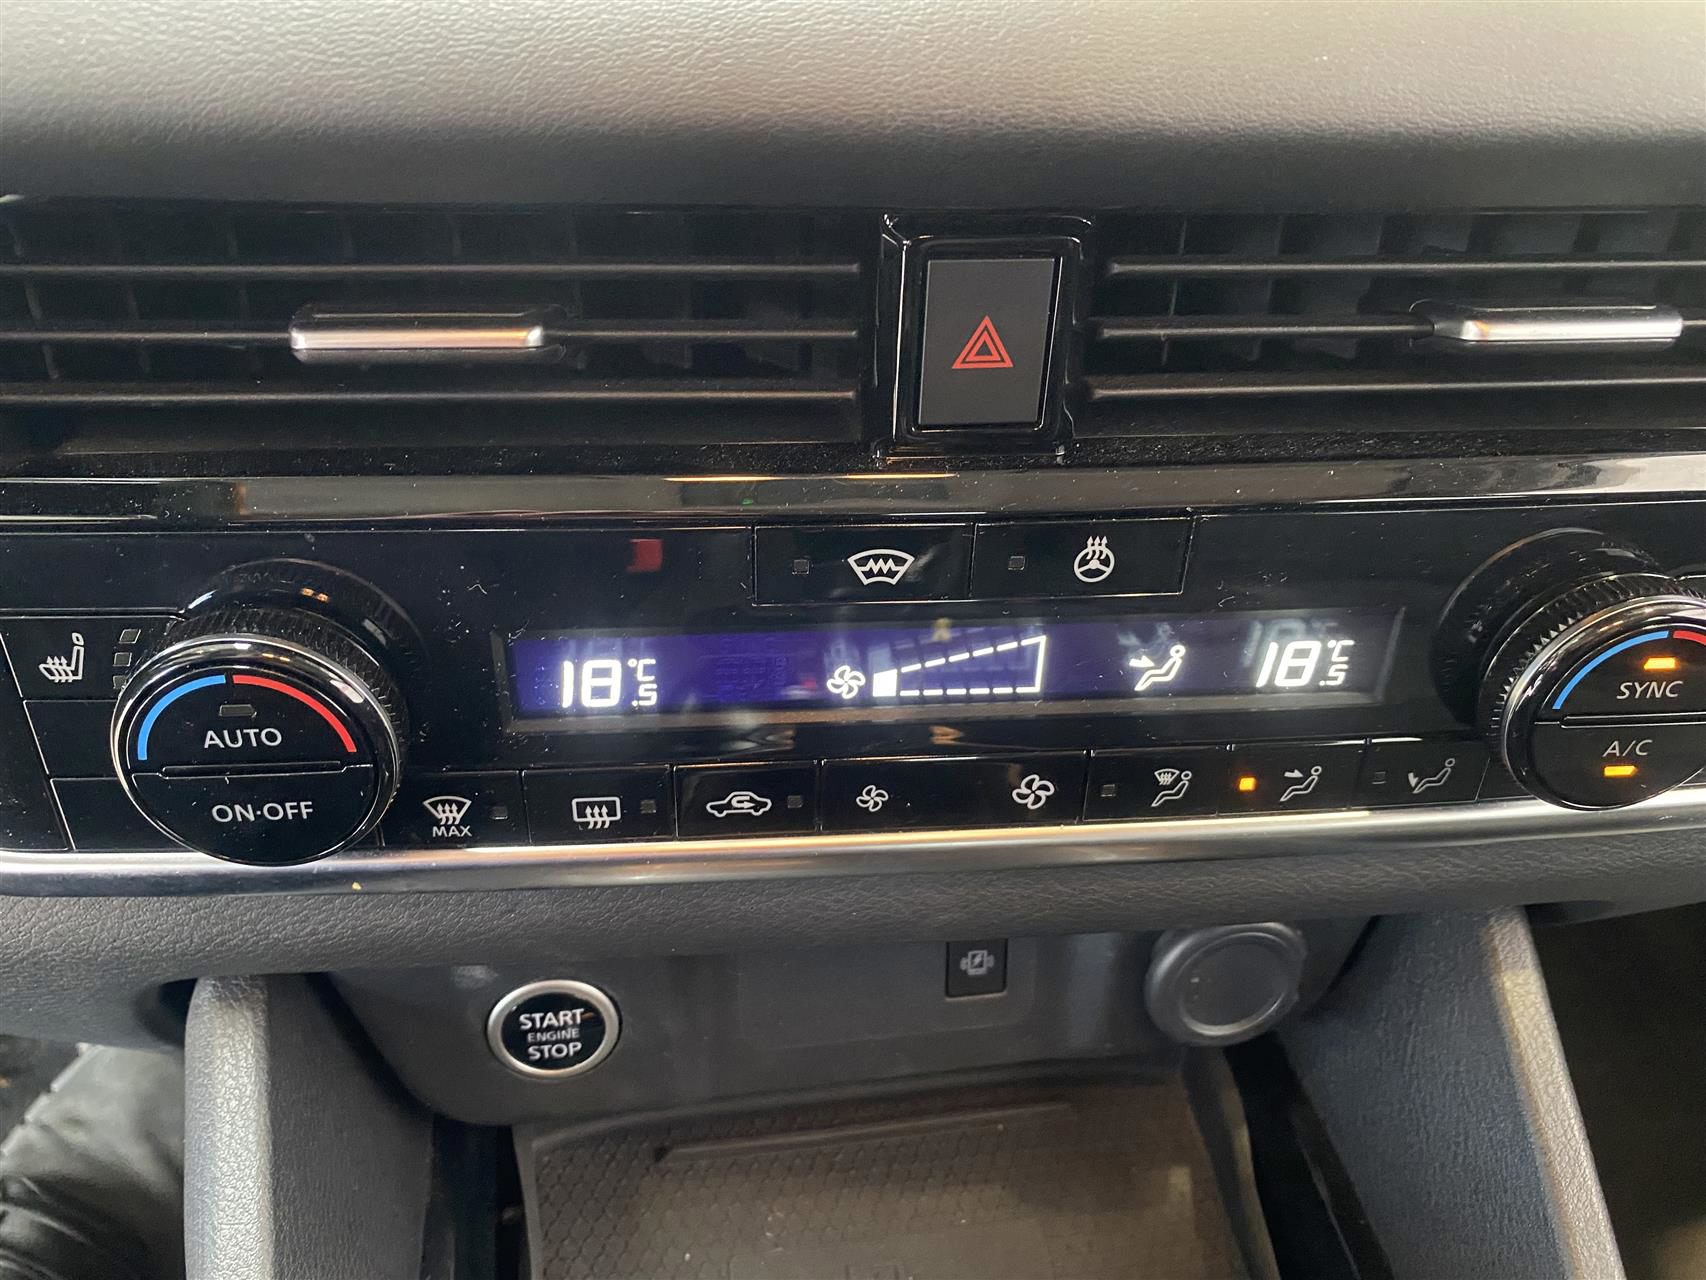 18.5°C
18.5°C
AUTO
ON·OFF
MAX
SYNC
A/C
START
ENGINE
STOP